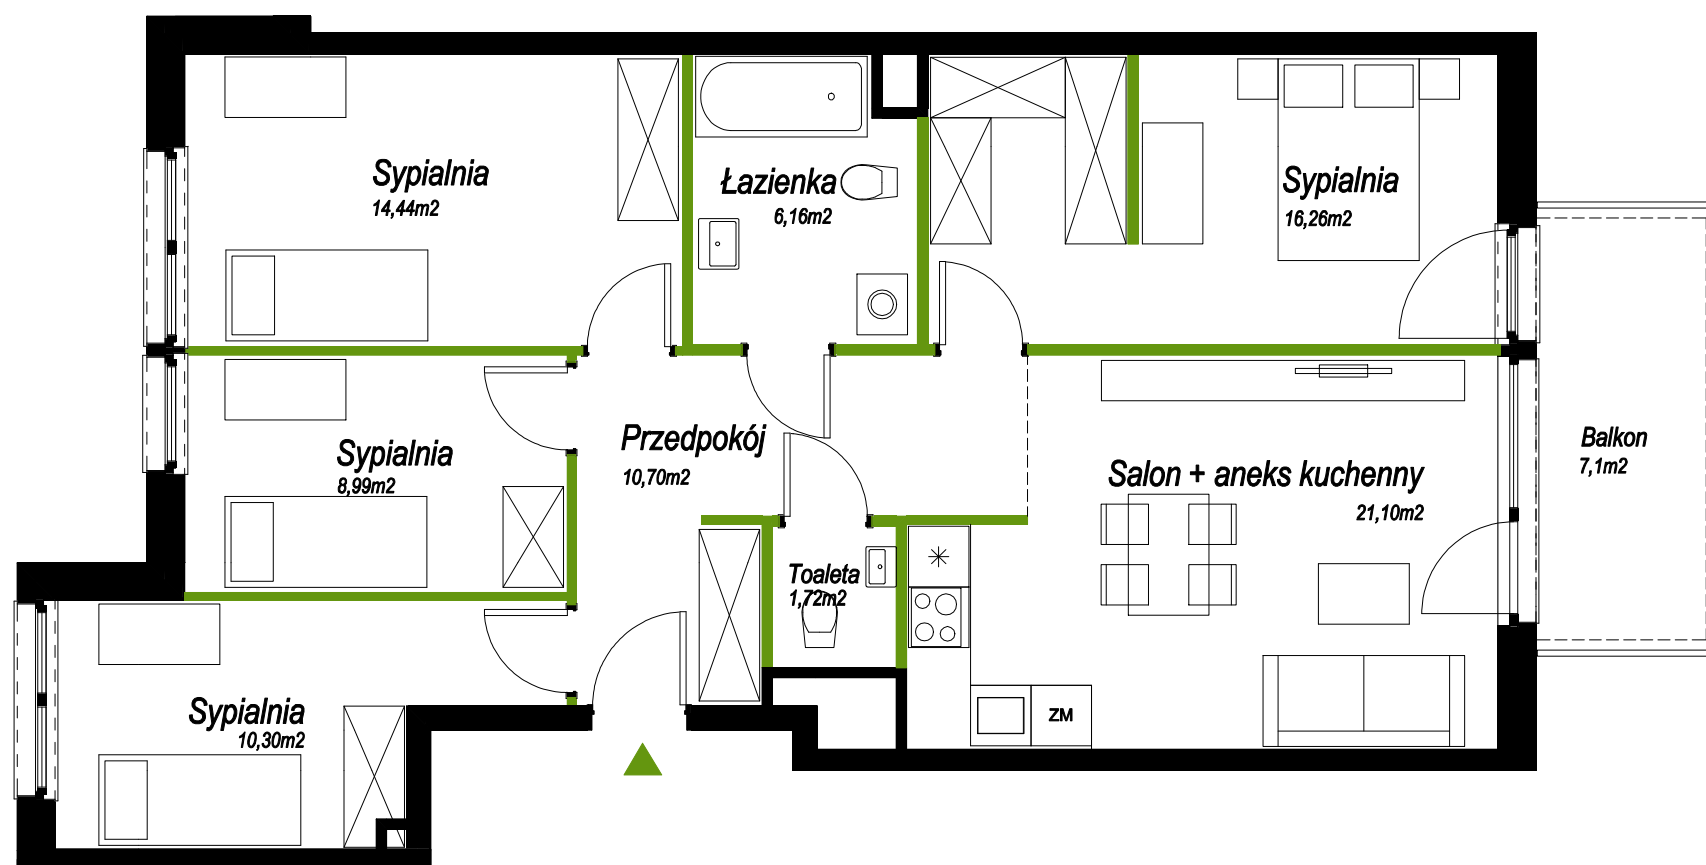 Sypialnia
14,44m2
Łazienka
6,16m2
Sypialnia
16,26m2
Sypialnia
8,99m2
Przedpokój
10,70m2
Salon + aneks kuchenny
21,10m2
Balkon
7,1m2
Toaleta
1,72m2
Sypialnia
10,30m2
ZM